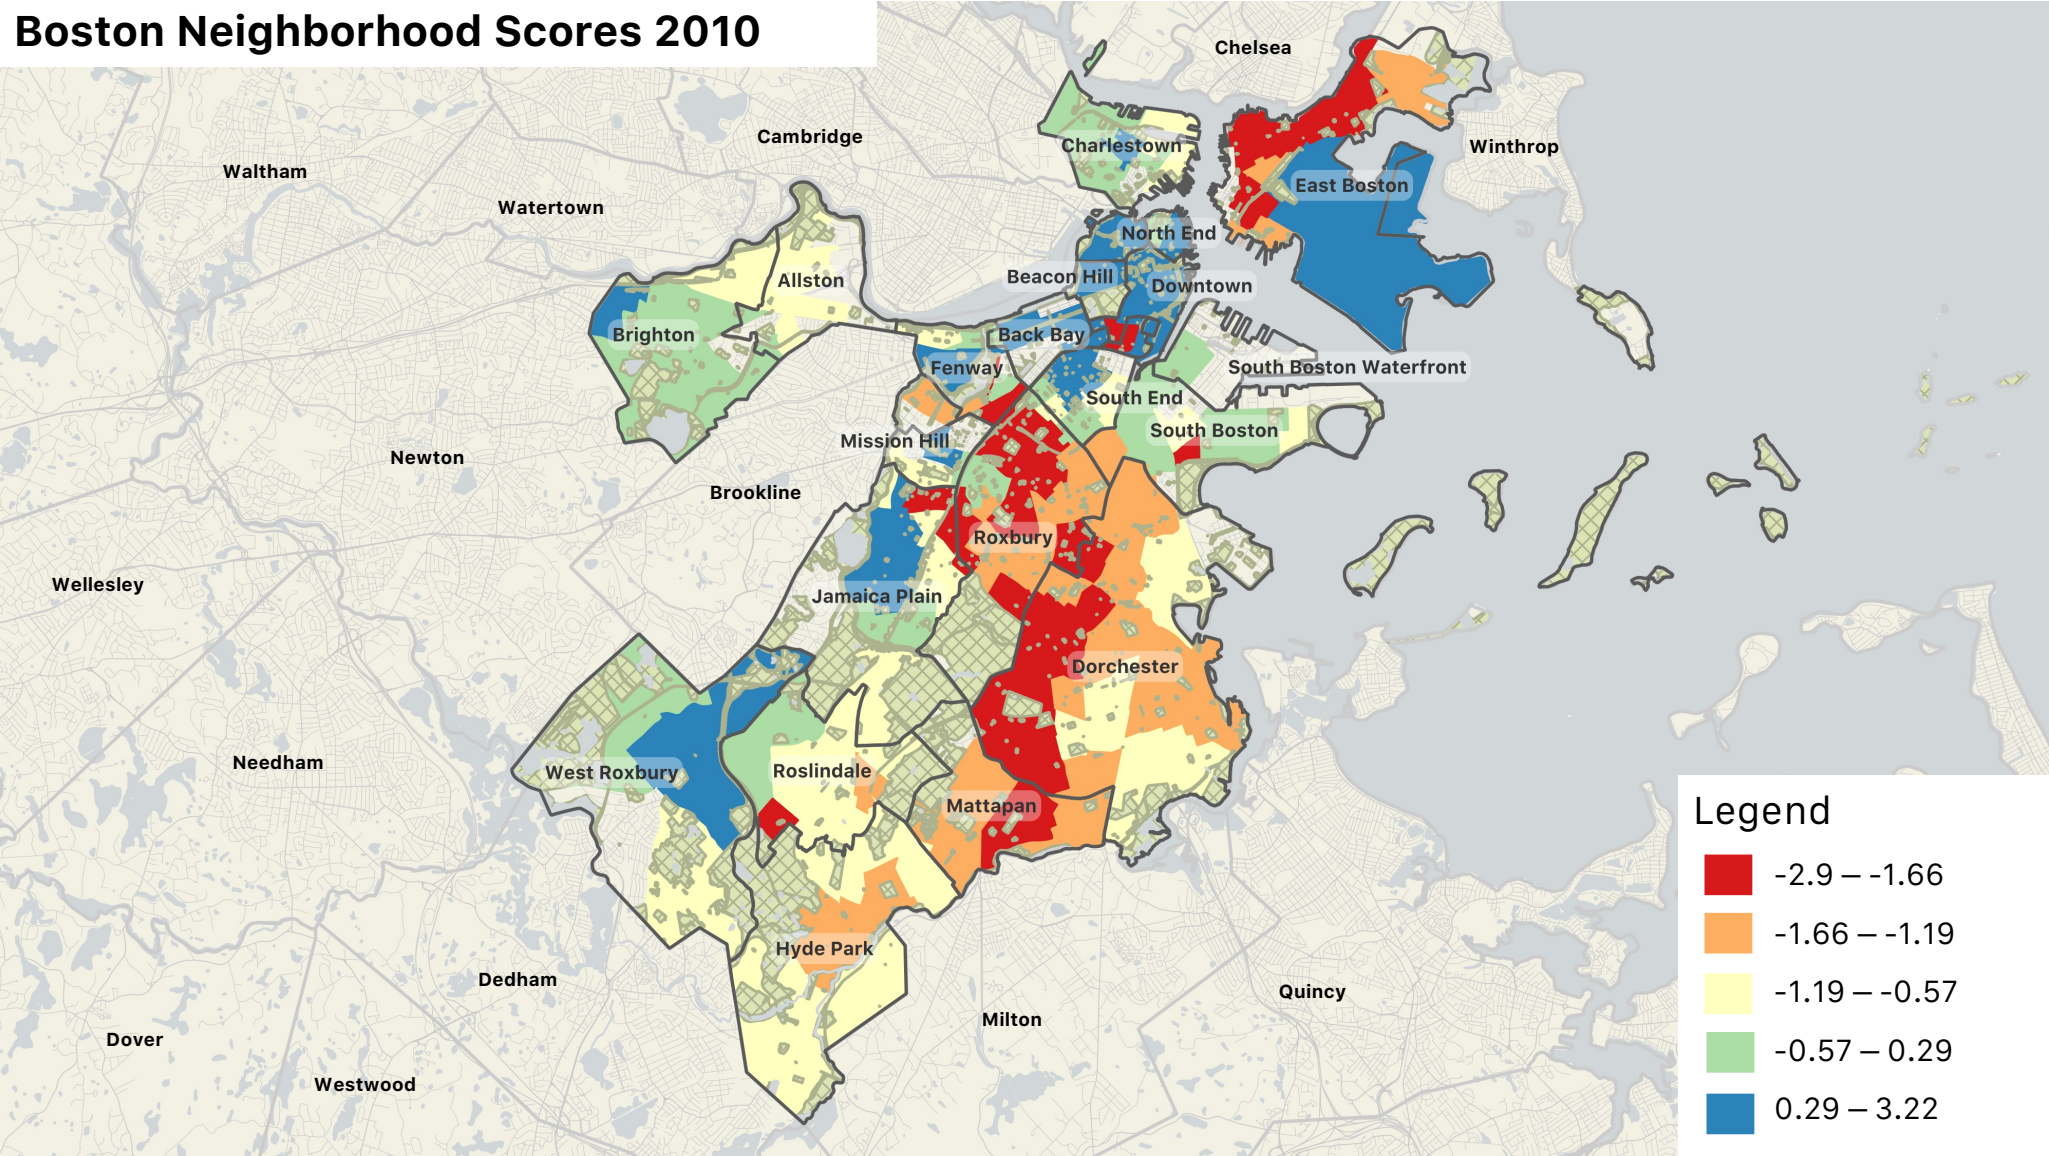 Boston Neighborhood Scores 2010
Chelsea
Cambridge
Charlestown
Winthrop
Waltham
East Boston
Watertown
North End
Beacon Hill
Allston
Downtown
Brighton
Back Bay
Fenway
South Boston Waterfront
South End
South Boston
Mission Hill
Newton
Brookline
Roxbury
Wellesley
Jamaica Plain
Dorchester
Needham
West Roxbury
Roslindale
Mattapan
Hyde Park
Dedham
Quincy
Milton
Dover
Westwood
Legend
-2.9 – -1.66
-1.66 – -1.19
-1.19 – -0.57
-0.57 – 0.29
0.29 – 3.22